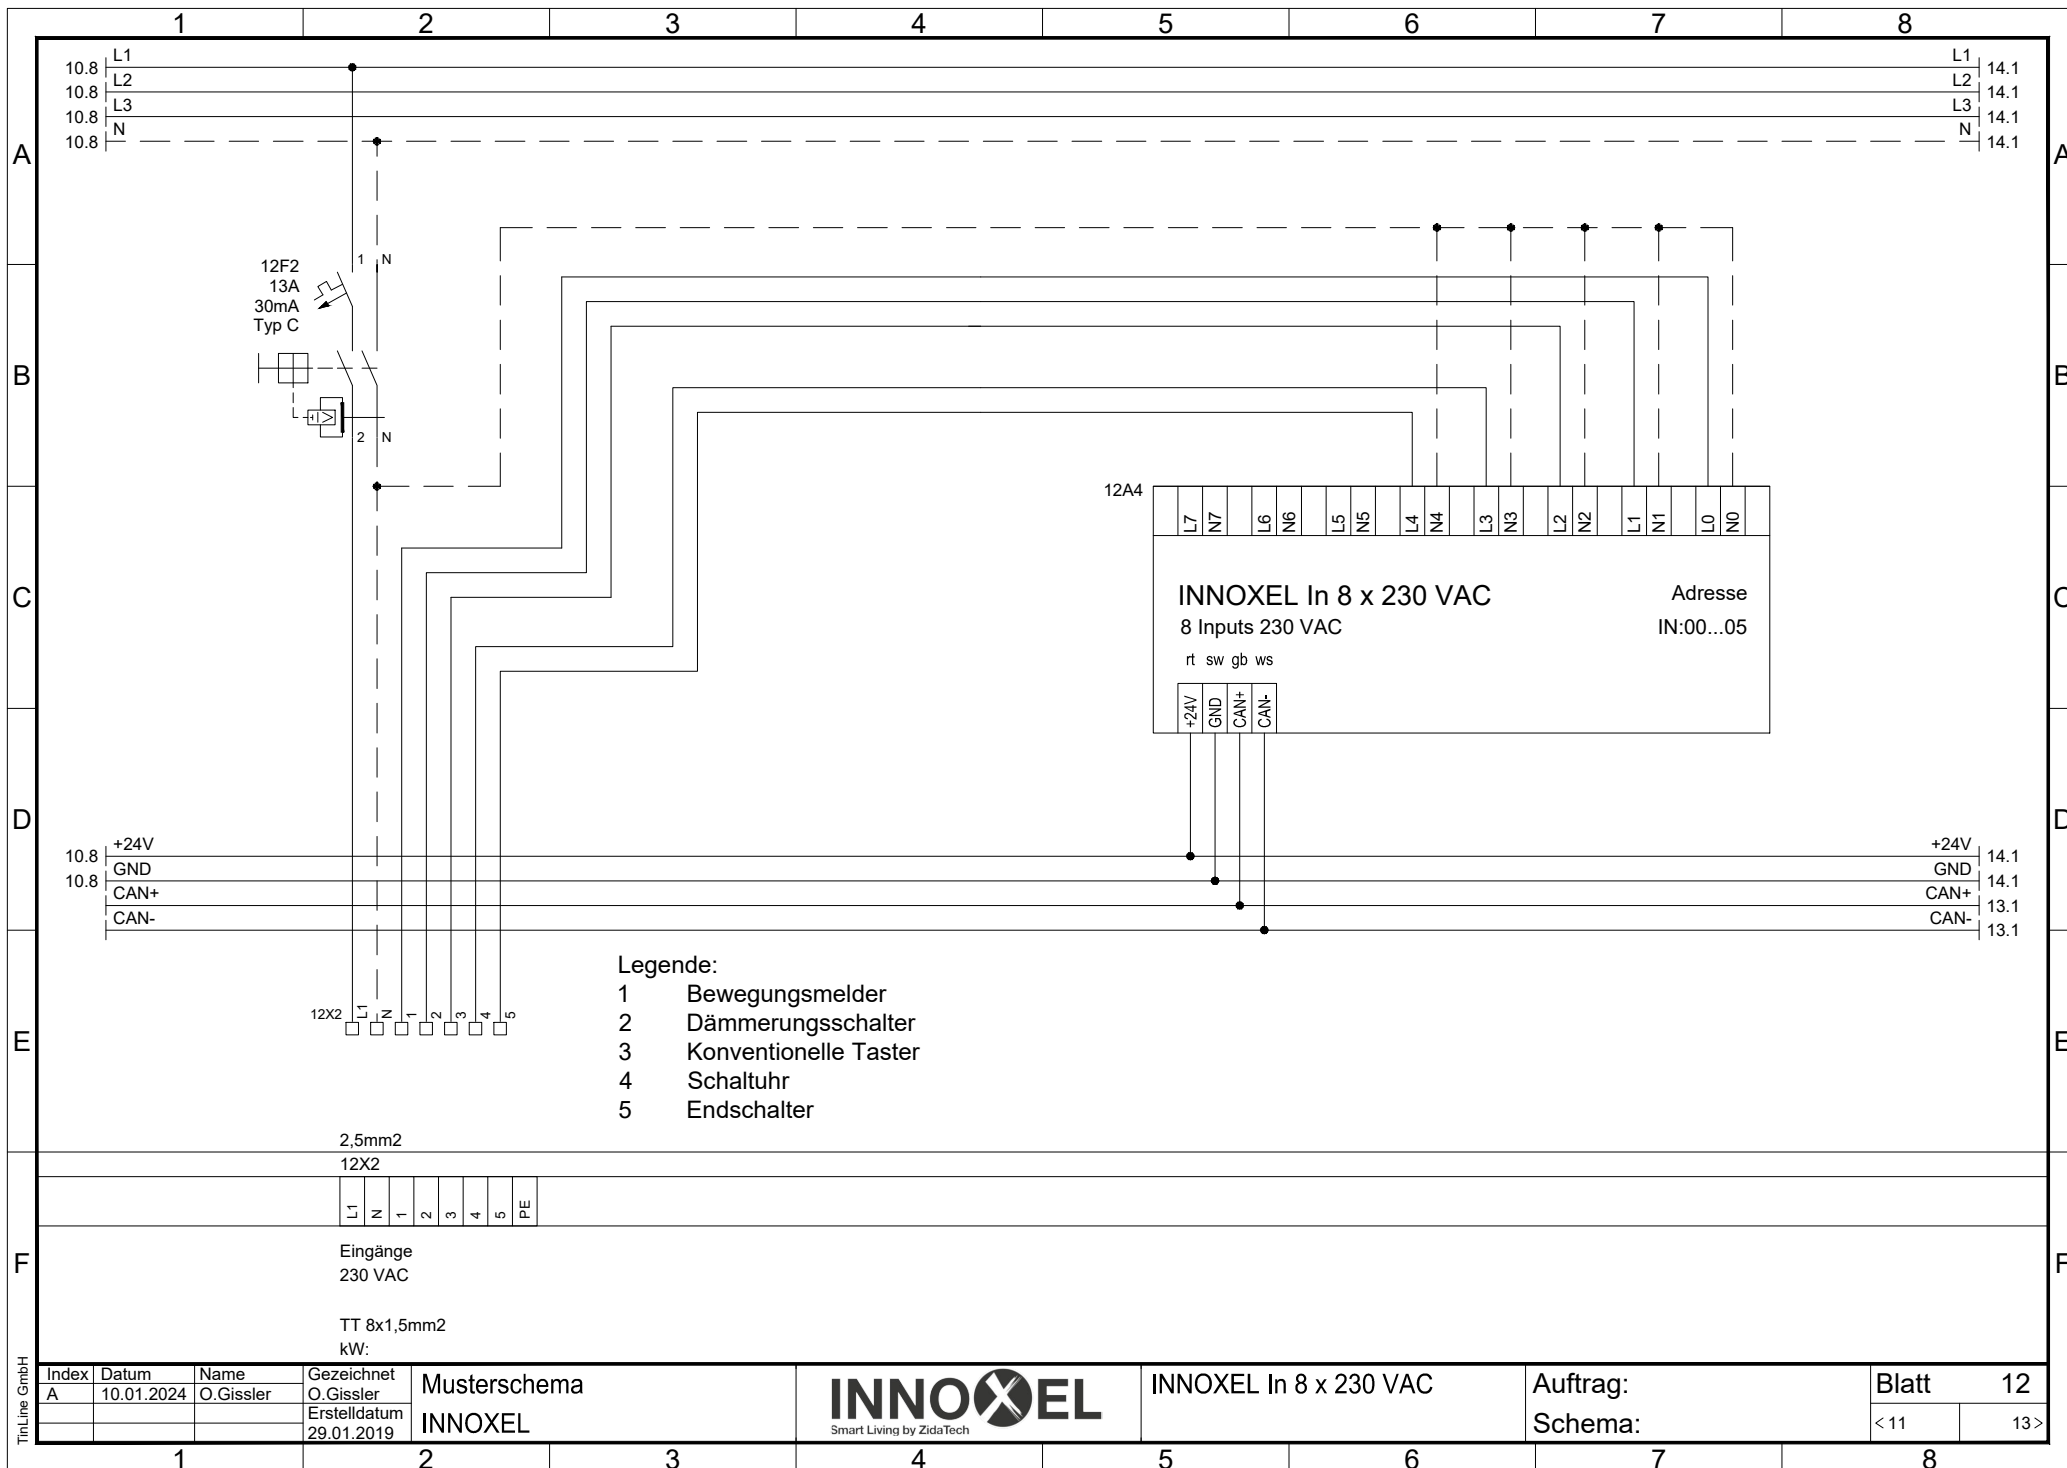 1 2 3 4 5 6 7 8
10.8 L1 L1 14.1
10.8 L2 L2 14.1
10.8 L3 L3 14.1
10.8 N N 14.1
A A
1 N
12F2
13A
30mA
Typ C
B B
2 N
12A4
L7 N7 L6 N6 L5 N5 L4 N4 L3 N3 L2 N2 L1 N1 L0 N0
INNOXEL In 8 x 230 VAC Adresse
8 Inputs 230 VAC IN:00...05
C C
rt sw gb ws
+24V GND CAN+ CAN-
D D
10.8 +24V +24V 14.1
10.8 GND GND 14.1
CAN+ CAN+ 13.1
CAN- CAN- 13.1
Legende:
1 Bewegungsmelder
2 Dämmerungsschalter
3 Konventionelle Taster
4 Schaltuhr
5 Endschalter
12X2 L1 N 1 2 3 4 5
E E
2,5mm2
12X2
L1 N 1 2 3 4 5 PE
Eingänge
230 VAC
F F
TT 8x1,5mm2
kW:
TinLine GmbH
Index Datum Name Gezeichnet
A 10.01.2024 O.Gissler O.Gissler
Erstelldatum
29.01.2019
Musterschema
INNOXEL
INNOXEL
Smart Living by ZidaTech
INNOXEL In 8 x 230 VAC
Auftrag:
Schema:
Blatt 12
< 11 13 >
1 2 3 4 5 6 7 8